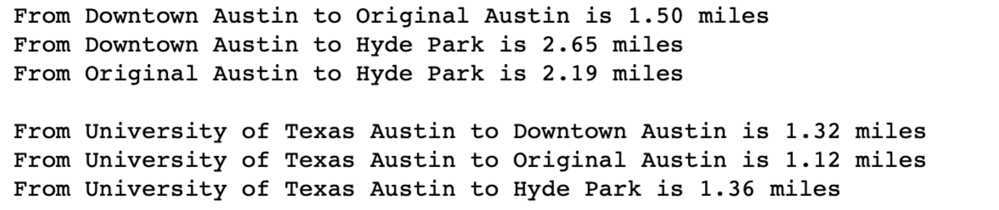 From Downtown Austin to Original Austin is 1.50 miles
From Downtown Austin to Hyde Park is 2.65 miles
From Original Austin to Hyde Park is 2.19 miles
From University of Texas Austin to Downtown Austin is 1.32 miles
From University of Texas Austin to Original Austin is 1.12 miles
From University of Texas Austin to Hyde Park is 1.36 miles